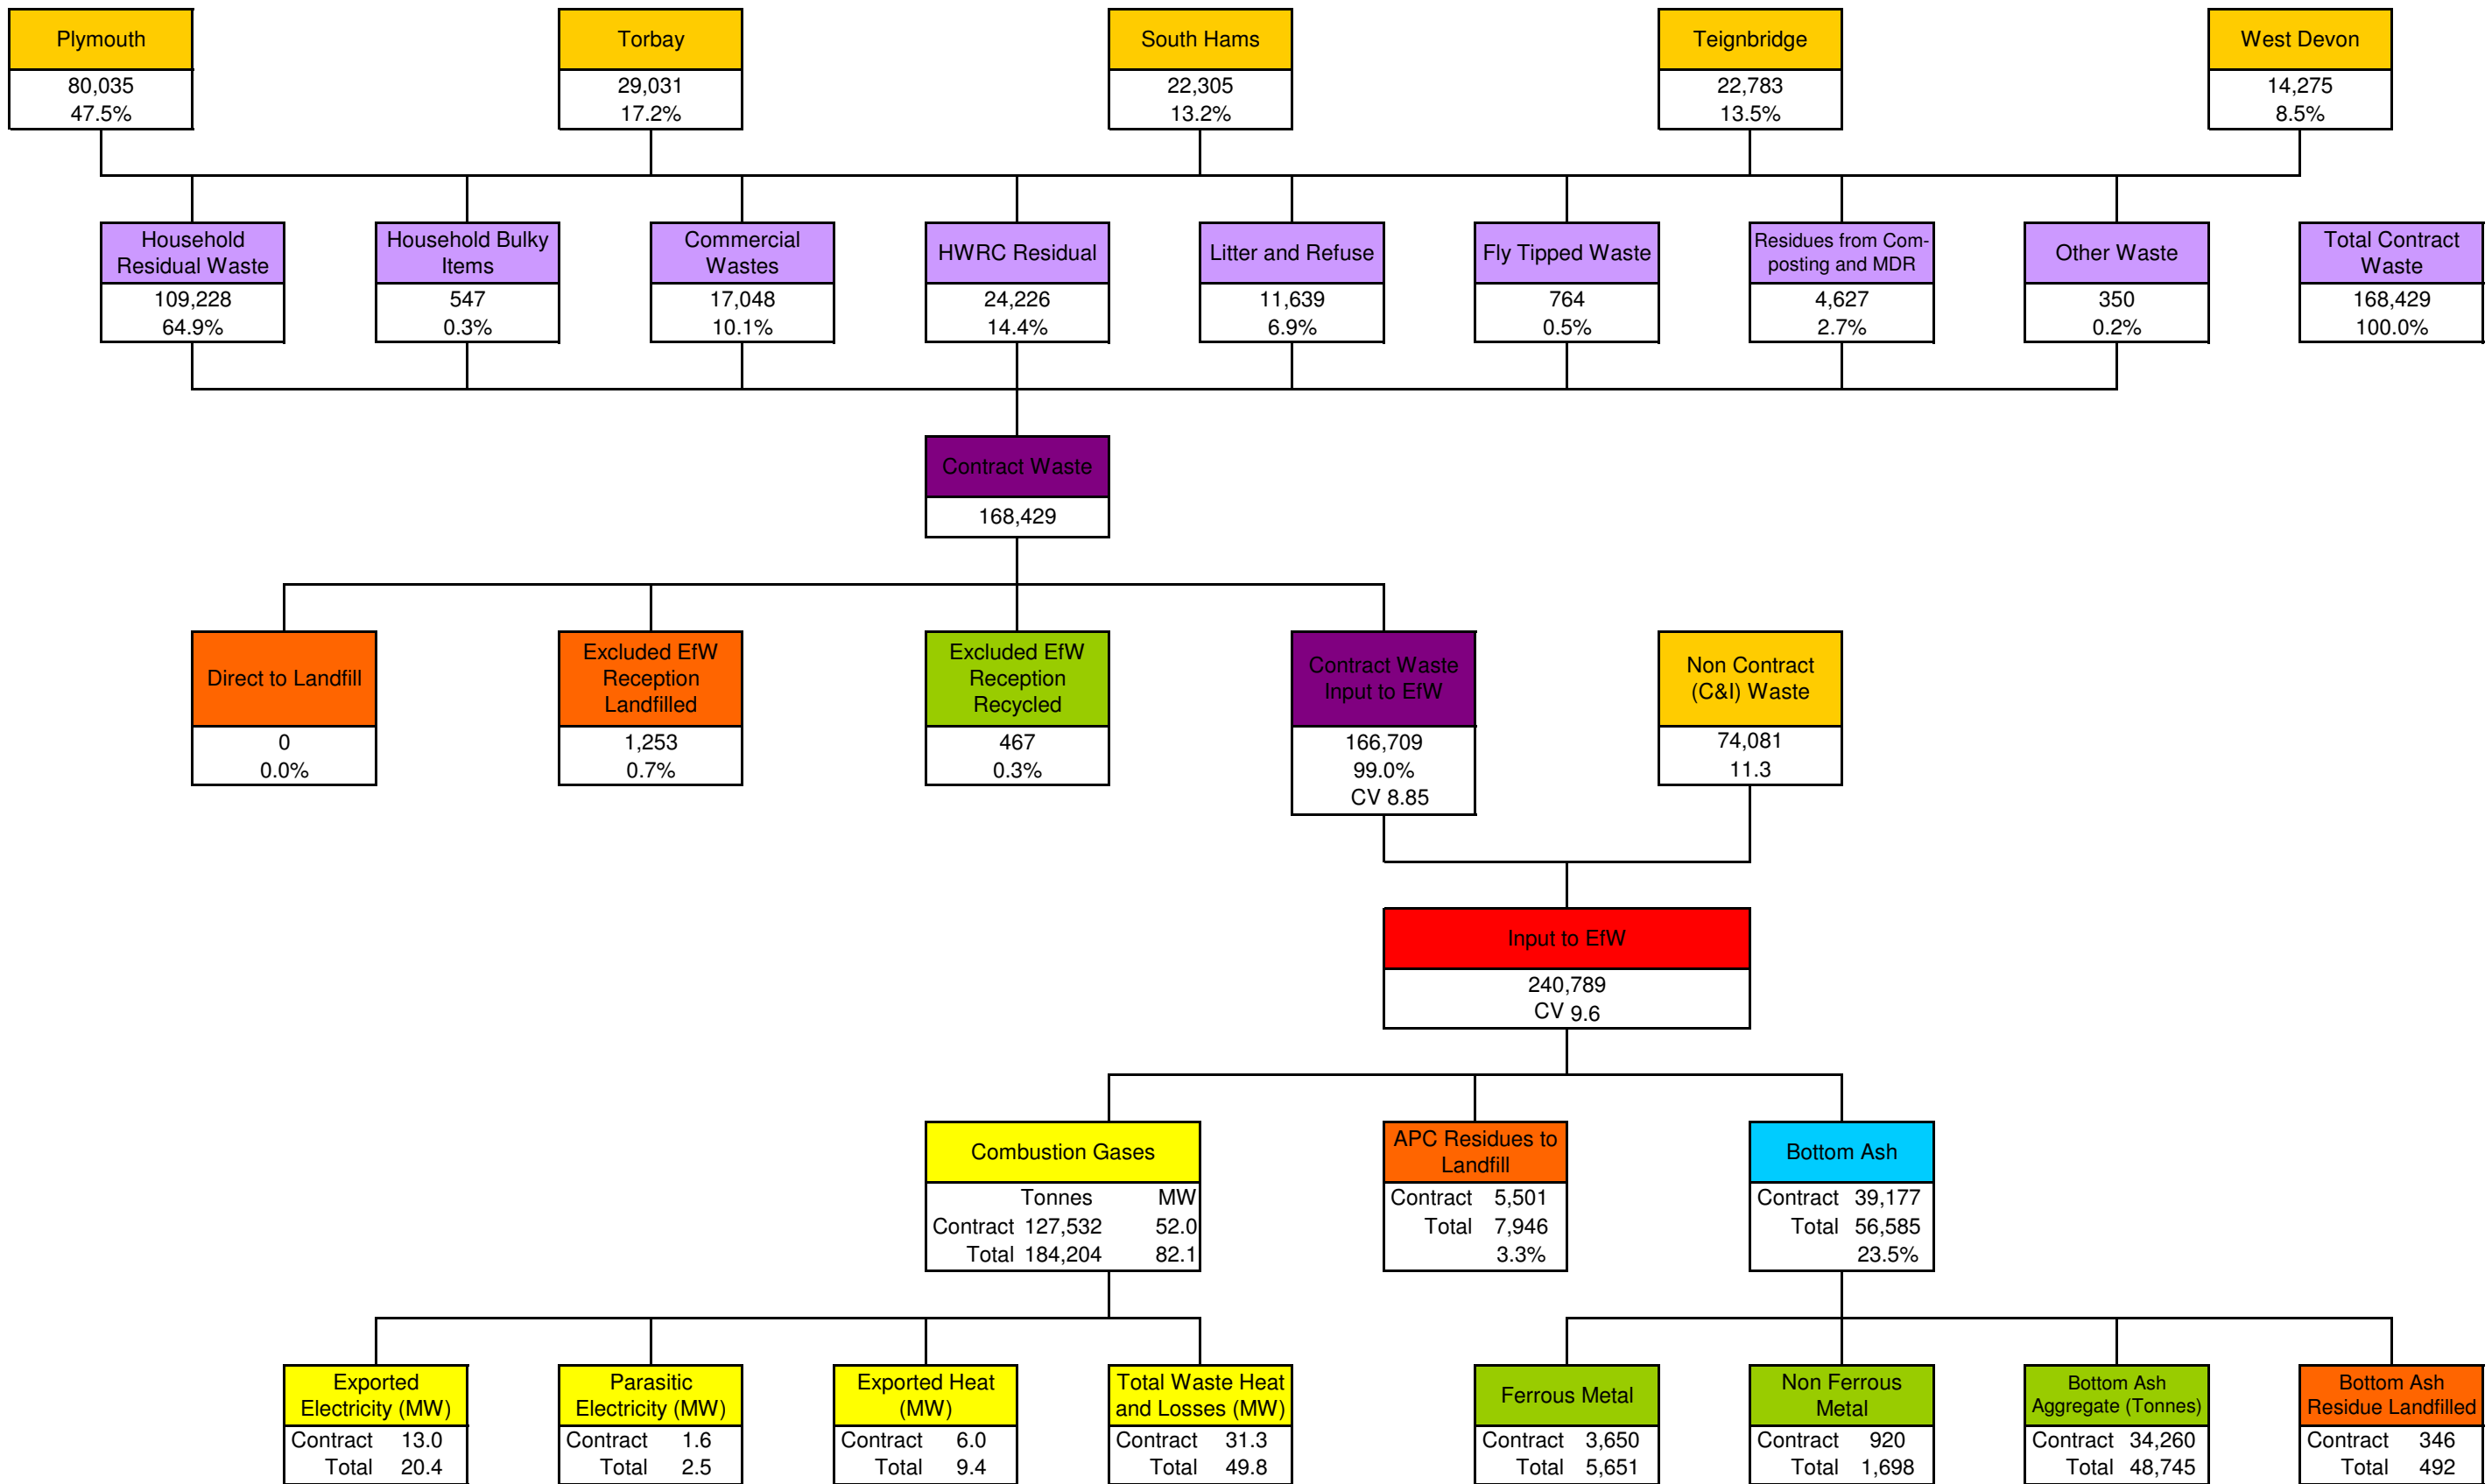 Plymouth
80,035
47.5%
Torbay
29,031
17.2%
South Hams
22,305
13.2%
Teignbridge
22,783
13.5%
West Devon
14,275
8.5%
Household
Residual Waste
109,228
64.9%
Household Bulky
Items
547
0.3%
Commercial
Wastes
17,048
10.1%
HWRC Residual
24,226
14.4%
Litter and Refuse
11,639
6.9%
Fly Tipped Waste
764
0.5%
Residues from Com-
posting and MDR
4,627
2.7%
Other Waste
350
0.2%
Total Contract
Waste
168,429
100.0%
Contract Waste
168,429
Direct to Landfill
0
0.0%
Excluded EfW
Reception
Landfilled
1,253
0.7%
Excluded EfW
Reception
Recycled
467
0.3%
Contract Waste
Input to EfW
166,709
99.0%
CV 8.85
Non Contract
(C&I) Waste
74,081
11.3
Input to EfW
240,789
CV 9.6
Combustion Gases
Tonnes MW
Contract 127,532 52.0
Total 184,204 82.1
APC Residues to
Landfill
Contract 5,501
Total 7,946
3.3%
Bottom Ash
Contract 39,177
Total 56,585
23.5%
Exported
Electricity (MW)
Contract 13.0
Total 20.4
Parasitic
Electricity (MW)
Contract 1.6
Total 2.5
Exported Heat
(MW)
Contract 6.0
Total 9.4
Total Waste Heat
and Losses (MW)
Contract 31.3
Total 49.8
Ferrous Metal
Contract 3,650
Total 5,651
Non Ferrous
Metal
Contract 920
Total 1,698
Bottom Ash
Aggregate (Tonnes)
Contract 34,260
Total 48,745
Bottom Ash
Residue Landfilled
Contract 346
Total 492